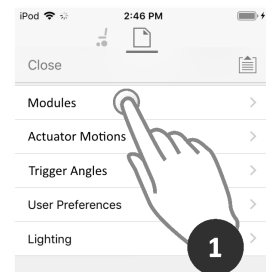 iPod 2:46 PM
Close
Modules
Actuator Motions
Trigger Angles
User Preferences
Lighting
1